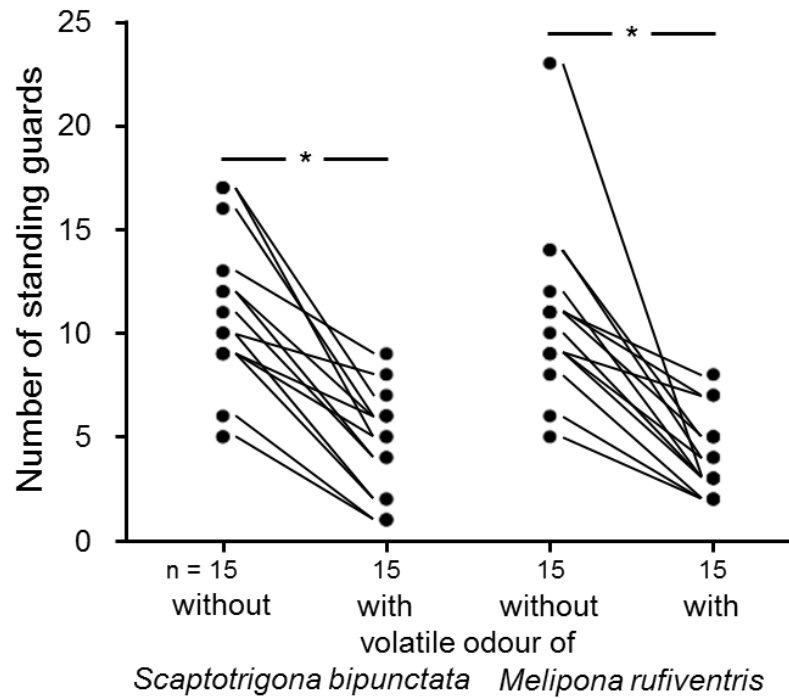 Number of standing guards
25
20
15
10
5
0
*
*
n = 15
15
15
15
without
with
without
with
volatile odour of
Scaptotrigona bipunctata
Melipona rufiventris